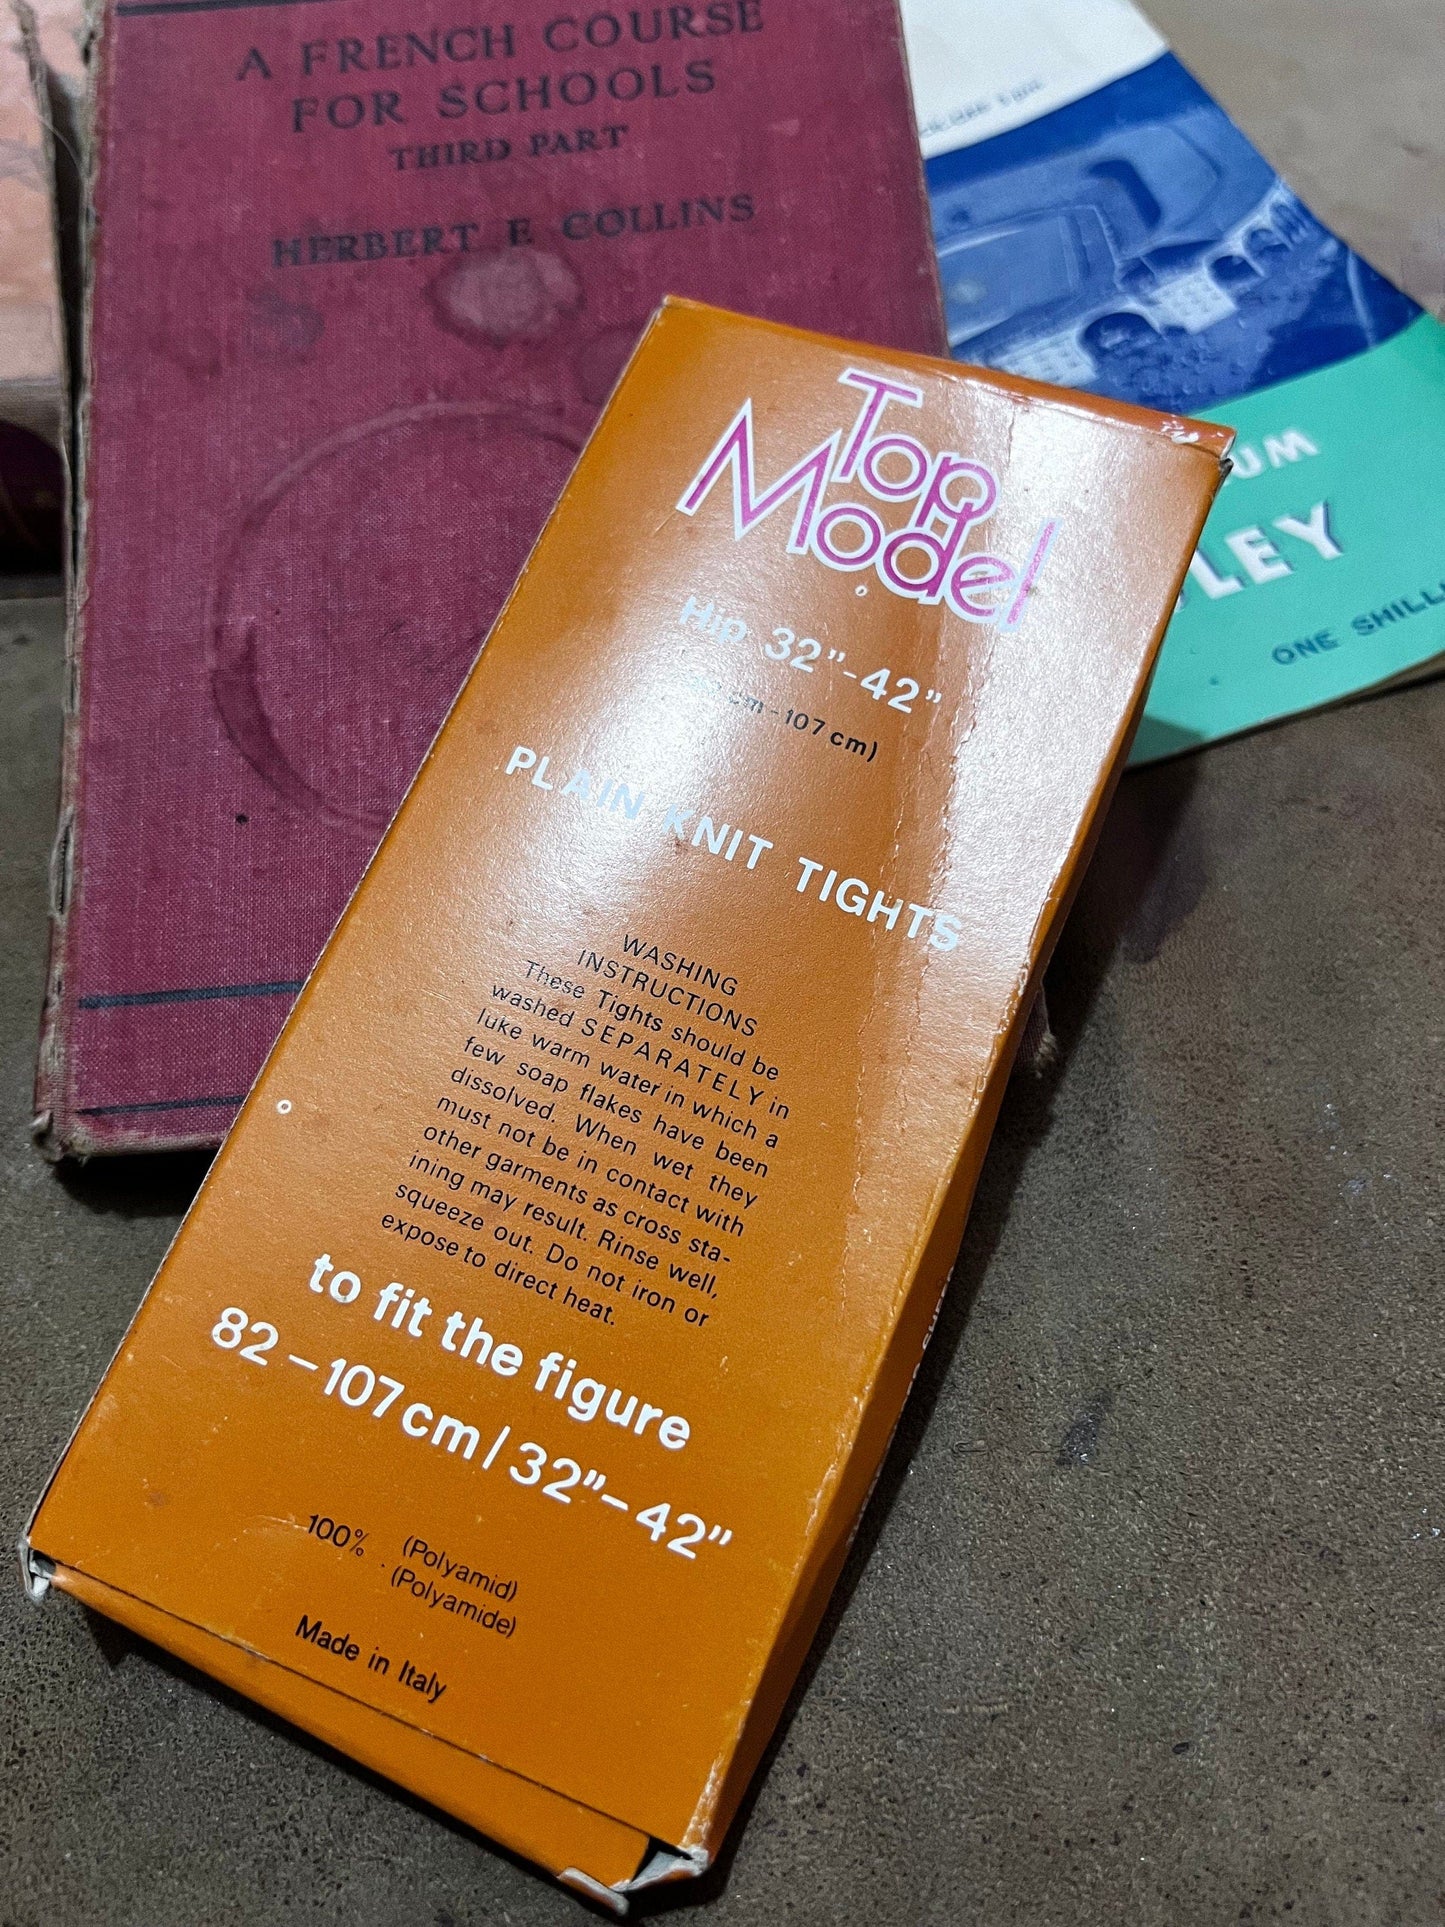 A FRENCH COURSE
FOR SCHOOLS
THIRD PART
HERBERT E COLLINS
UM
LEY
ONE SHILL
Top
Model
Hip 32”-42”
cm-107cm)
PLAIN KNIT TIGHTS
WASHING
INSTRUCTIONS
These Tights should be
washed SEPARATELY in
luke warm water in which a
few soap flakes have been
dissolved. When wet they
must not be in contact with
other garments as cross sta-
ining may result. Rinse well,
squeeze out. Do not iron or
expose to direct heat.
to fit the figure
82-107cm/32"-42"
100% (Polyamid)
(Polyamide)
Made in Italy